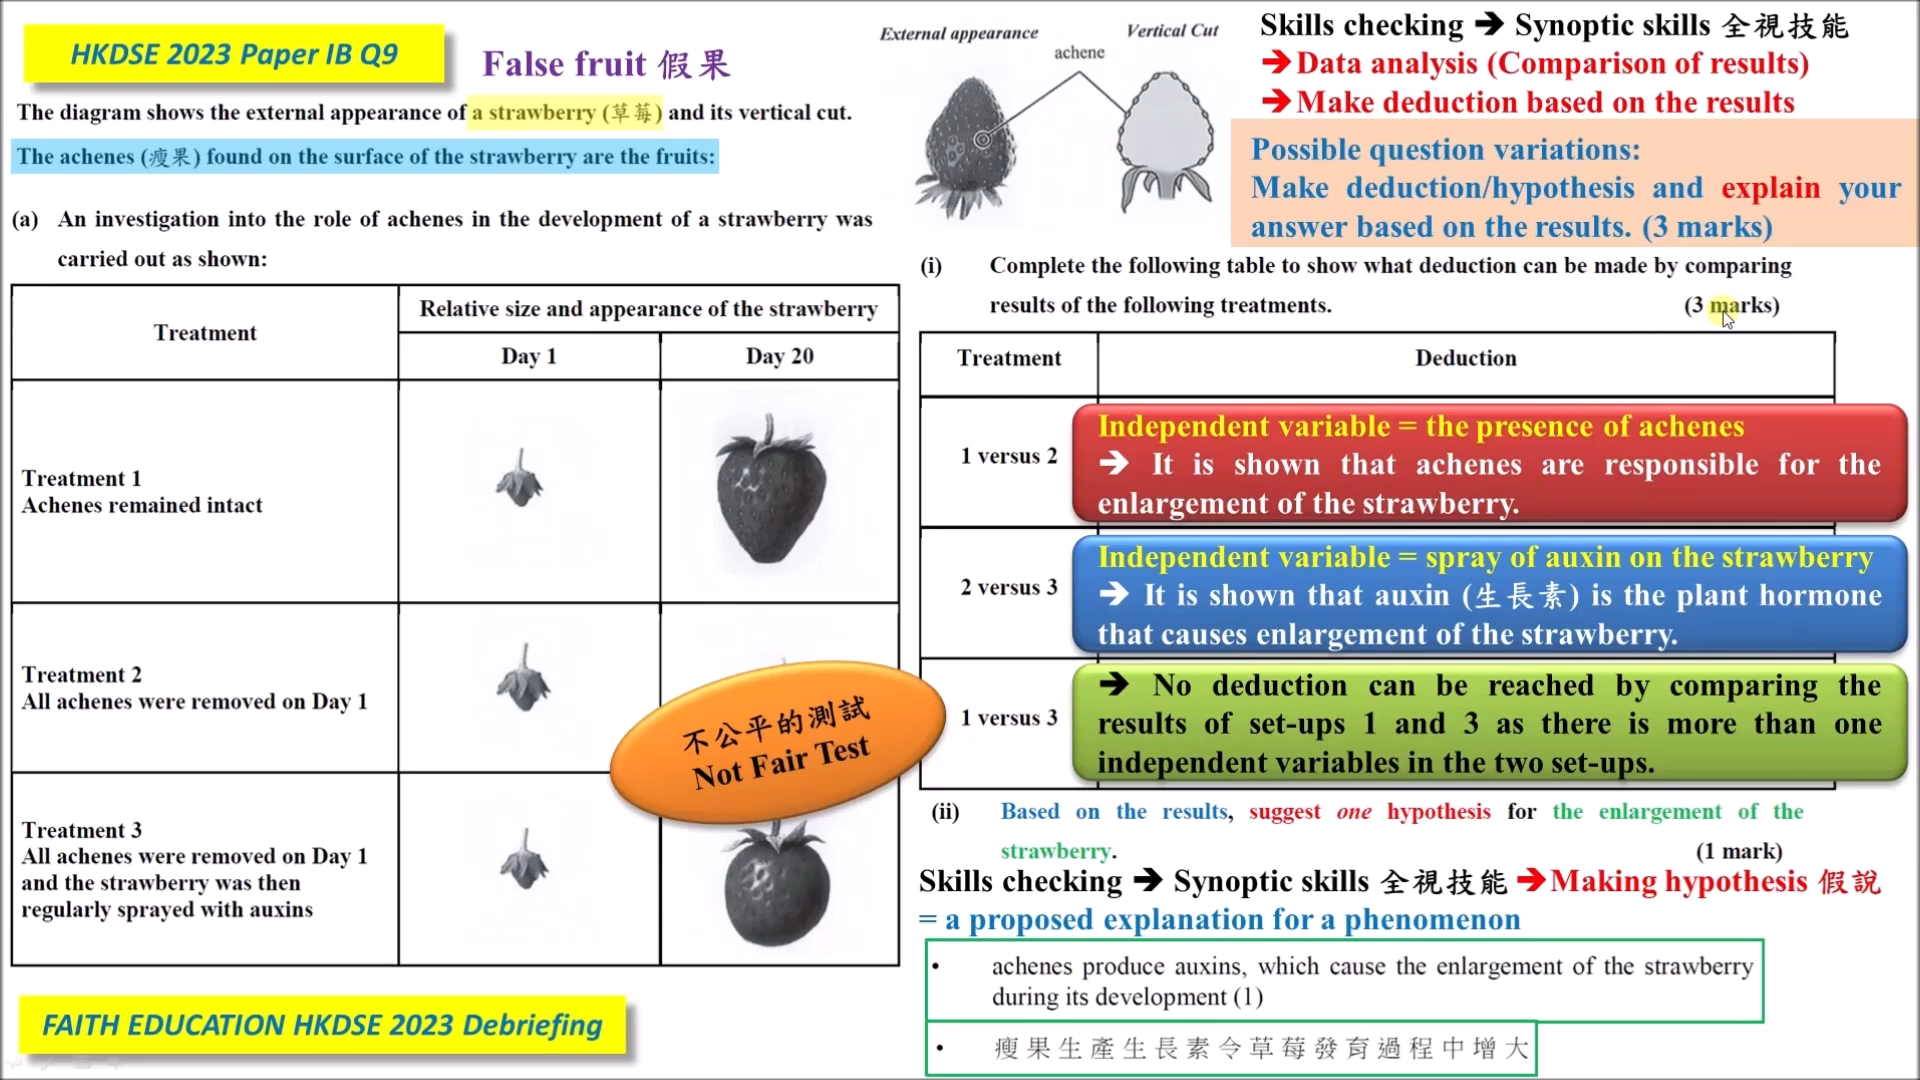 HKDSE 2023 Paper IB Q9
False fruit 假果
The diagram shows the external appearance of a strawberry (草莓) and its vertical cut.
The achenes (瘦果) found on the surface of the strawberry are the fruits:
External appearance
Vertical Cut
achene
(a) An investigation into the role of achenes in the development of a strawberry was
carried out as shown:
Treatment
Relative size and appearance of the strawberry
Day 1
Day 20
Treatment 1
Achenes remained intact
Treatment 2
All achenes were removed on Day 1
Treatment 3
All achenes were removed on Day 1
and the strawberry was then
regularly sprayed with auxins
不公平的測試
Not Fair Test
FAITH EDUCATION HKDSE 2023 Debriefing
Skills checking ➔ Synoptic skills 全視技能
➔Data analysis (Comparison of results)
➔Make deduction based on the results
Possible question variations:
Make deduction/hypothesis and explain your
answer based on the results. (3 marks)
(i) Complete the following table to show what deduction can be made by comparing
results of the following treatments. (3 marks)
Treatment
Deduction
1 versus 2
Independent variable = the presence of achenes
➔ It is shown that achenes are responsible for the
enlargement of the strawberry.
2 versus 3
Independent variable = spray of auxin on the strawberry
➔ It is shown that auxin (生長素) is the plant hormone
that causes enlargement of the strawberry.
1 versus 3
➔ No deduction can be reached by comparing the
results of set-ups 1 and 3 as there is more than one
independent variables in the two set-ups.
(ii) Based on the results, suggest one hypothesis for the enlargement of the
strawberry. (1 mark)
Skills checking ➔ Synoptic skills 全視技能 ➔Making hypothesis 假說
= a proposed explanation for a phenomenon
• achenes produce auxins, which cause the enlargement of the strawberry
during its development (1)
• 瘦果生產生長素令草莓發育過程中增大